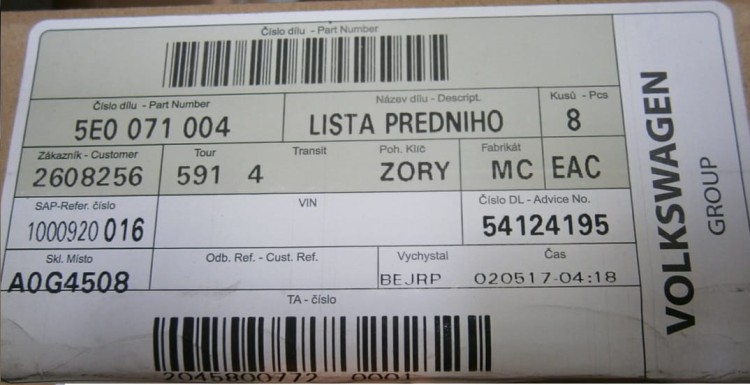 Číslo dílu - Part Number
Číslo dílu - Part Number
Název dílu - Descript.
Kusů - Pcs
5E0 071 004
LISTA PREDNIHO
8
Zákazník - Customer
Tour
Transit
Poh. Klíč
Fabrikát
2608256
591 4
ZORY
MC
EAC
SAP-Refer. číslo
VIN
Číslo DL - Advice No.
1000920 016
54124195
Skl. Místo
Odb. Ref. - Cust. Ref.
Vychystal
Čas
A0G4508
BEJRP
020517-04:18
TA - číslo
2045800772 0001
VOLKSWAGEN
GROUP